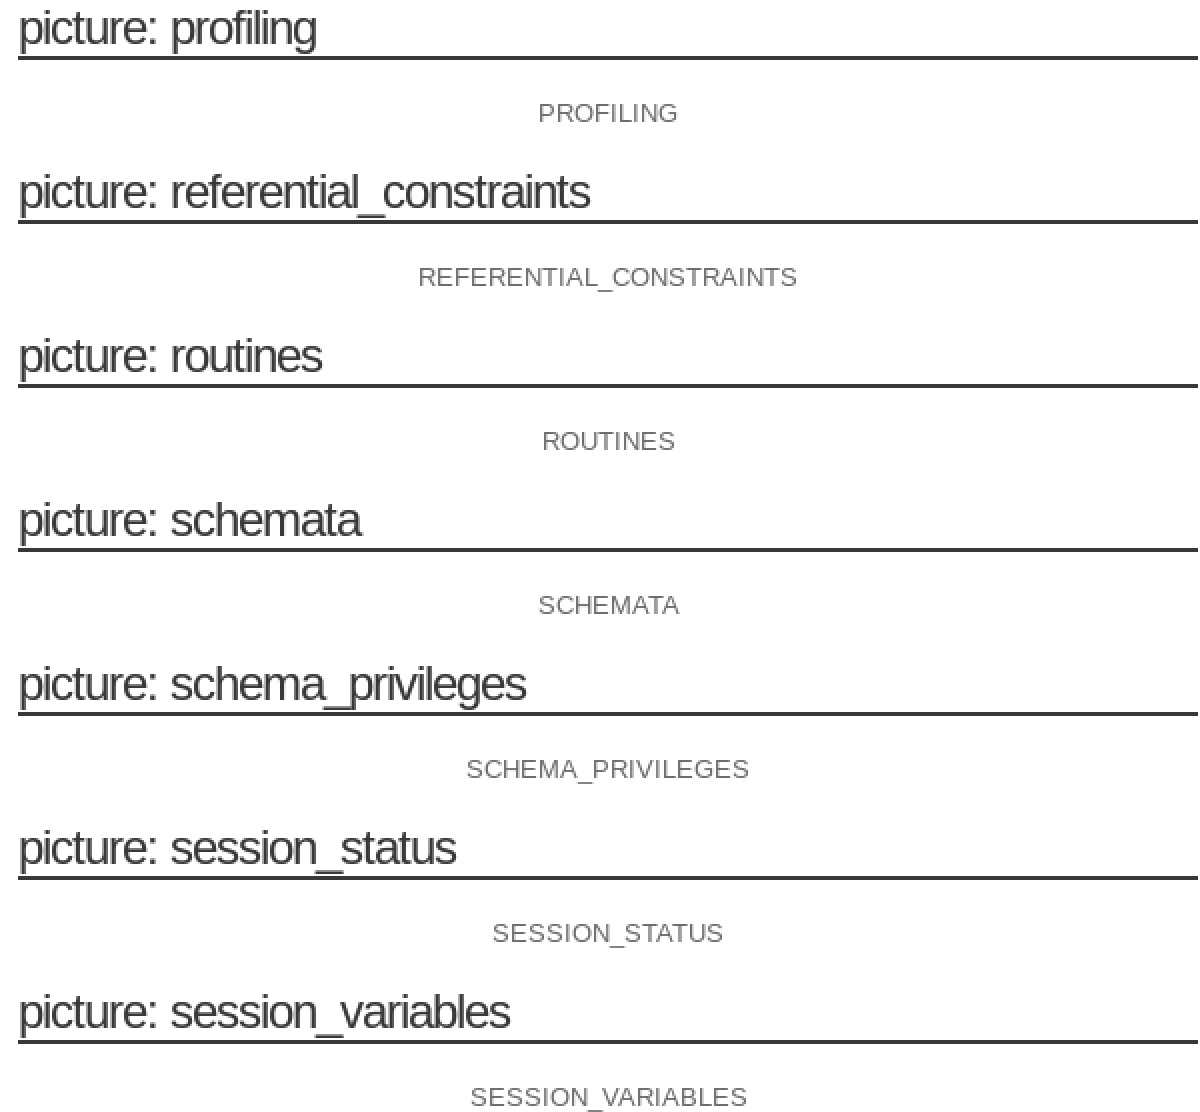 picture: profiling
PROFILING
picture: referential_constraints
REFERENTIAL_CONSTRAINTS
picture: routines
ROUTINES
picture: schemata
SCHEMATA
picture: schema_privileges
SCHEMA_PRIVILEGES
picture: session_status
SESSION_STATUS
picture: session_variables
SESSION_VARIABLES